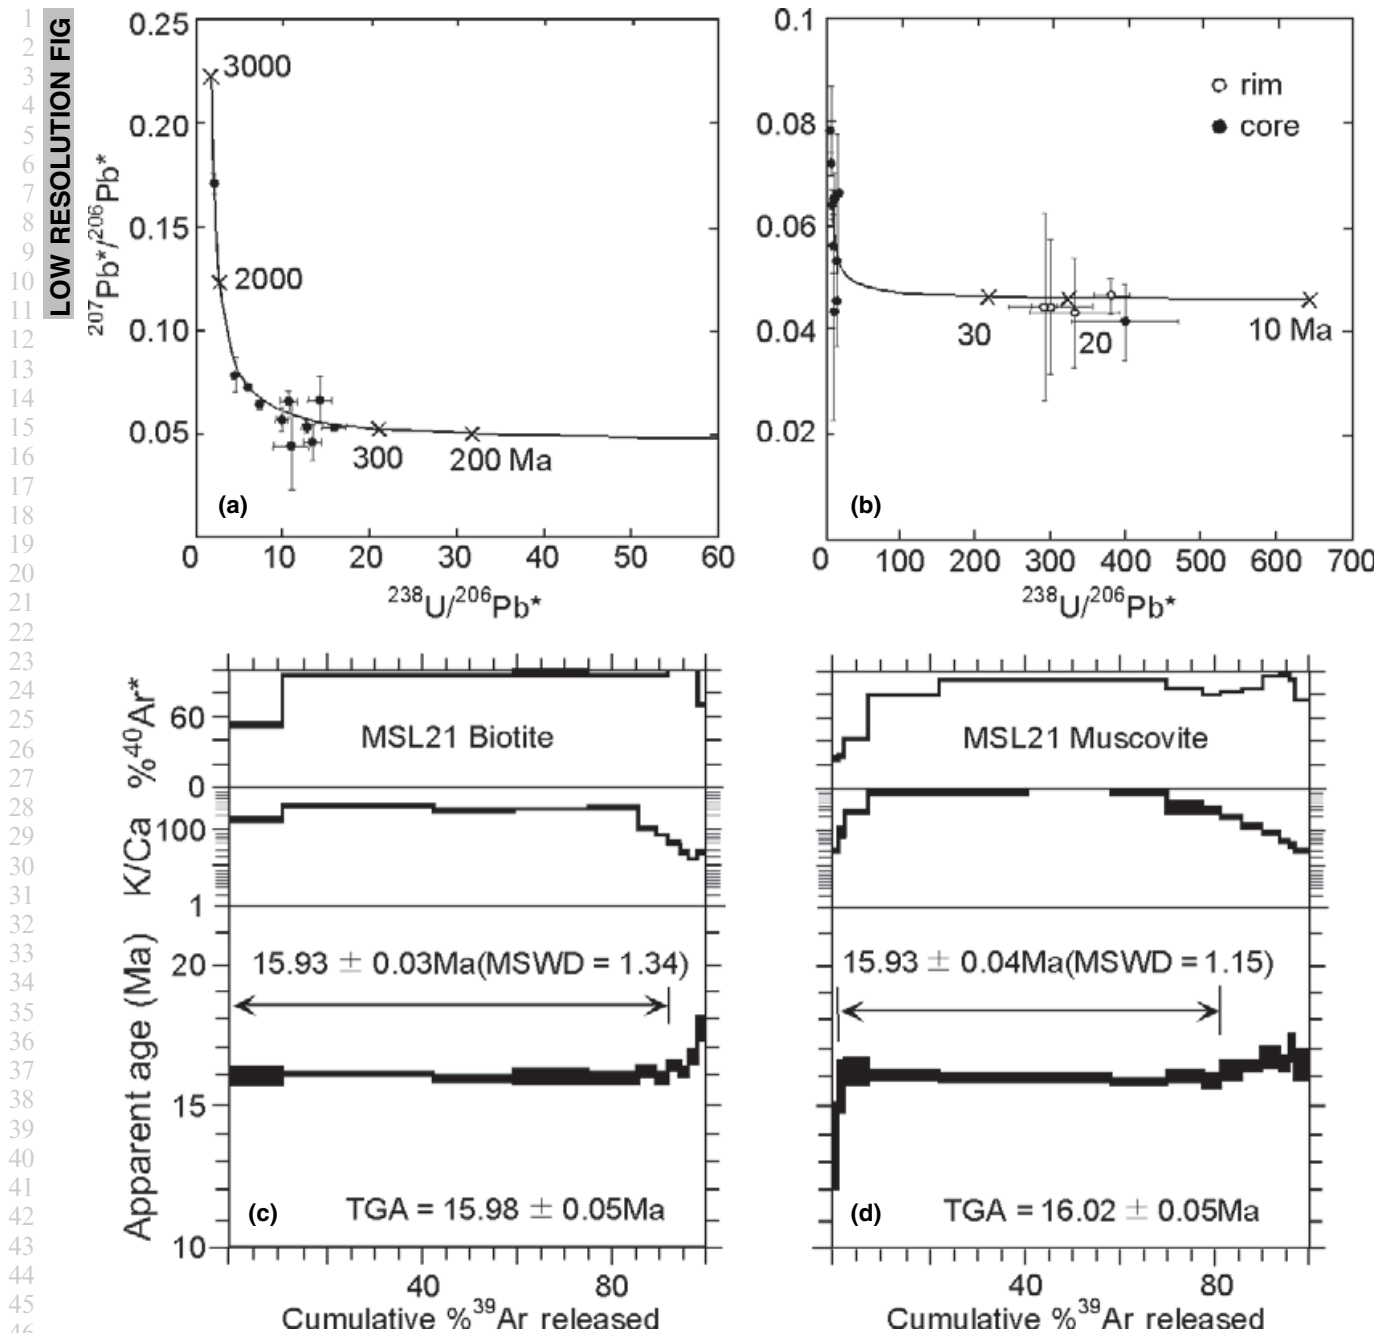 1
2
3
4
5
6
7
8
9
10
11
12
13
14
15
16
17
18
19
20
21
22
23
24
25
26
27
28
29
30
31
32
33
34
35
36
37
38
39
40
41
42
43
44
45
46
LOW RESOLUTION FIG
0.25
0.20
0.15
0.10
0.05
²⁰⁷Pb*/²⁰⁶Pb*
3000
2000
300
200 Ma
(a)
0 10 20 30 40 50 60
²³⁸U/²⁰⁶Pb*
0.1
0.08
0.06
0.04
0.02
rim
core
30
20
10 Ma
(b)
0 100 200 300 400 500 600 700
²³⁸U/²⁰⁶Pb*
%⁴⁰Ar*
60
0
MSL21 Biotite
K/Ca
100
1
Apparent age (Ma)
20
15
10
15.93 ± 0.03Ma(MSWD = 1.34)
(c)
TGA = 15.98 ± 0.05Ma
40 80
Cumulative %³⁹Ar released
MSL21 Muscovite
15.93 ± 0.04Ma(MSWD = 1.15)
(d)
TGA = 16.02 ± 0.05Ma
40 80
Cumulative %³⁹Ar released